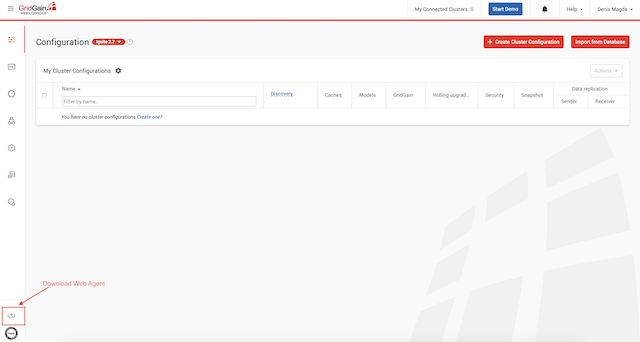 GridGain
WEB CONSOLE
My Connected Clusters: 0
Start Demo
Help
Denis Magda
Configuration
Ignite 2.7
+ Create Cluster Configuration
Import from Database
My Cluster Configurations
Actions
Name
Discovery
Caches
Models
GridGain
Rolling upgrad...
Security
Snapshot
Data replication
Sender
Receiver
Filter by name...
You have no cluster configurations. Create one?
Download Web Agent